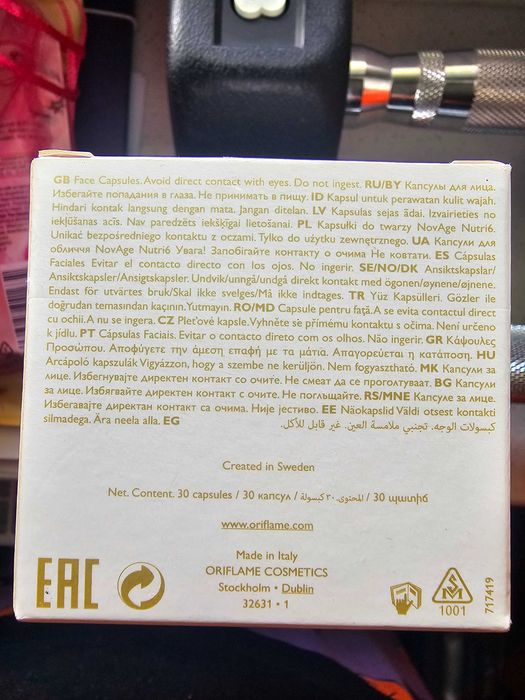 GB Face Capsules. Avoid direct contact with eyes. Do not ingest. RU/BY Капсулы для лица.
Избегайте попадания в глаза. Не принимать в пищу. ID Kapsul untuk perawatan kulit wajah.
Hindari kontak langsung dengan mata. Jangan ditelan. LV Kapsulas sejas ādai. Izvairieties no
iekļūšanas acīs. Nav paredzēts iekšķīgai lietošanai. PL Kapsułki do twarzy NovAge Nutri6.
Unikać bezpośredniego kontaktu z oczami. Tylko do użytku zewnętrznego. UA Капсули для
обличчя NovAge Nutri6 Увага! Запобігати контакту з очима Не ковтати. ES Cápsulas
Faciales Evitar el contacto directo con los ojos. No ingerir. SE/NO/DK Ansiktskapslar/
Ansiktskapsler/Ansigtskapsler. Undvik/unngå/undgå direkt kontakt med ögonen/øynene/øjnene.
Endast för utvärtes bruk/Skal ikke svelges/Må ikke indtages. TR Yüz Kapsülleri. Gözler ile
doğrudan temasından kaçının.Yutmayın. RO/MD Capsule pentru față. A se evita contactul direct
cu ochii. A nu se ingera. CZ Pleťové kapsle.Vyhněte se přímému kontaktu s očima. Není určeno
k jídlu. PT Cápsulas Faciais. Evitar o contacto direto com os olhos. Não ingerir. GR Κάψουλες
Προσώπου. Αποφύγετε την άμεση επαφή με τα μάτια. Απαγορεύεται η κατάποση. HU
Arcápoló kapszulák Vigyázzon, hogy a szembe ne kerüljön. Nem fogyasztható. MK Капсули за
лице. Избегнувајте директен контакт со очите. Не смеат да се проголтуваат. BG Капсули
за лице. Избягвайте директен контакт с очите. Не поглъщайте. RS/MNE Капсуле за лице.
Избегавајте директан контакт са очима. Није јестиво. EE Näokapslid Väldi otsest kontakti
silmadega. Ära neela alla. EG كبسولات الوجه. تجنبي ملامسة العين. غير قابل للأكل.
Created in Sweden
Net. Content. 30 capsules / 30 капсул / المحتوى. ٣٠ كبسولة / 30 պատիճ
www.oriflame.com
Made in Italy
ORIFLAME COSMETICS
Stockholm • Dublin
32631 • 1
EAC
SM
1001
717419